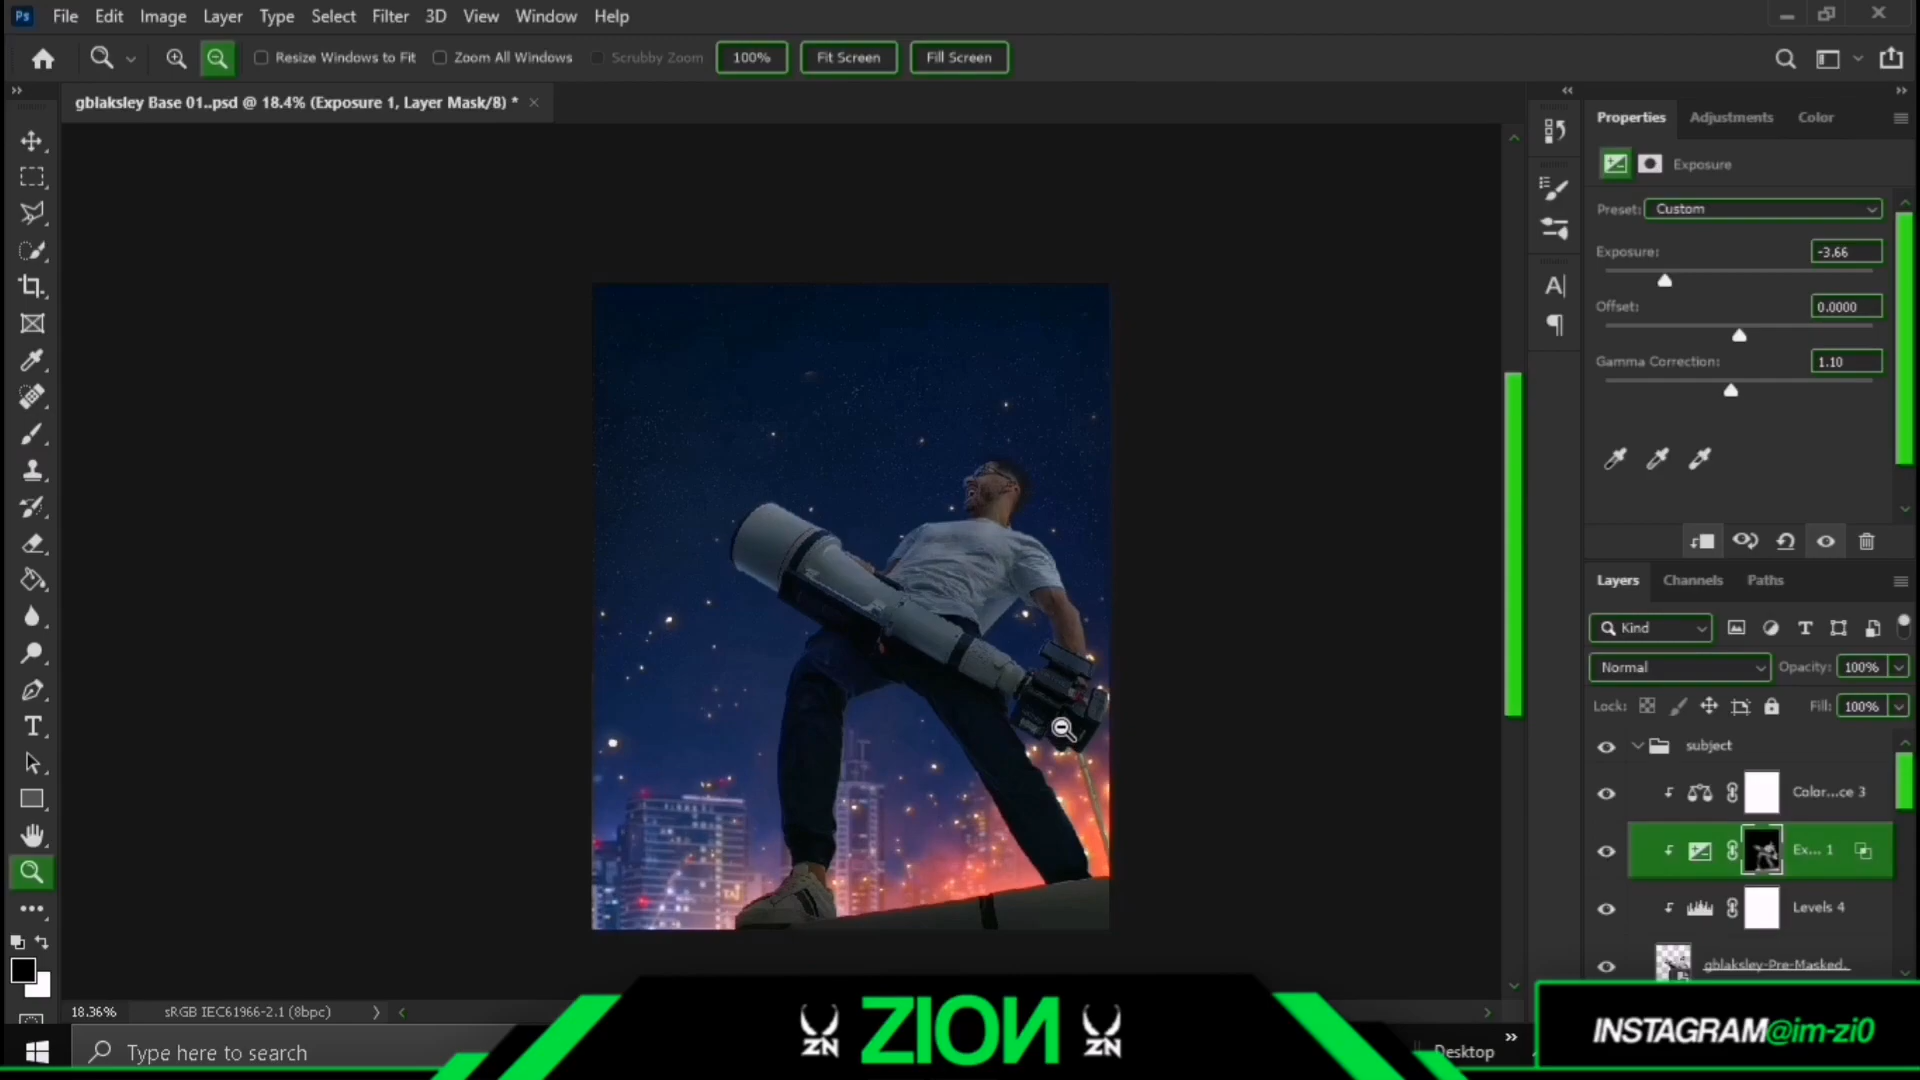 Ps File Edit Image Layer Type Select Filter 3D View Window Help
Resize Windows to Fit Zoom All Windows Scrubby Zoom 100% Fit Screen Fill Screen
gblaksley Base 01..psd @ 18.4% (Exposure 1, Layer Mask/8) *
Properties Adjustments Color
Exposure
Preset: Custom
Exposure: -3.66
Offset: 0.0000
Gamma Correction: 1.10
Layers Channels Paths
Kind
Normal Opacity: 100%
Lock: Fill: 100%
subject
Color...ce 3
Ex... 1
Levels 4
gblaksley-Pre-Masked.
18.36% sRGB IEC61966-2.1 (8bpc)
Type here to search
ZN ZION ZN
Desktop
INSTAGRAM@im-zi0